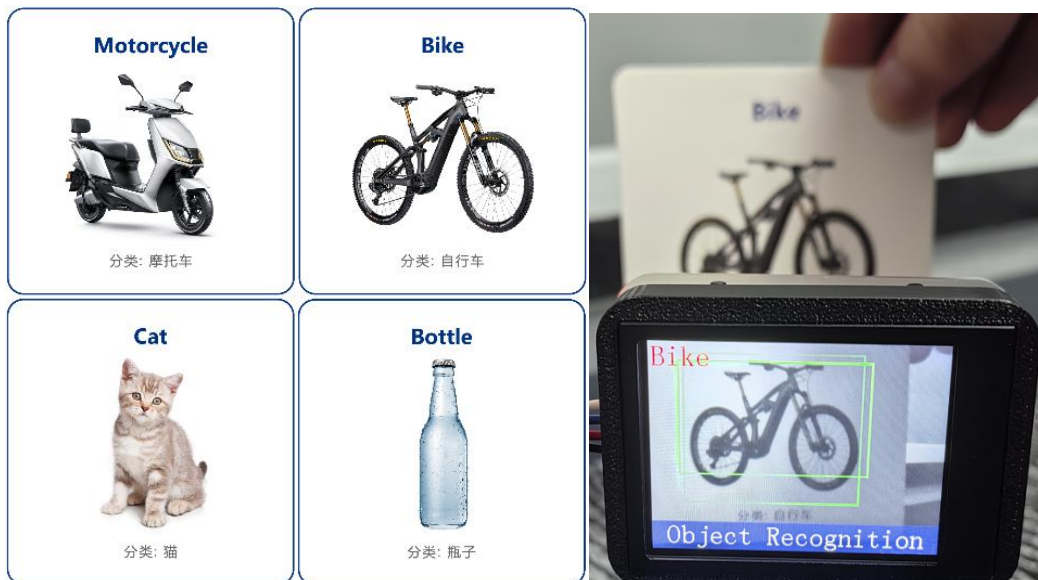 Motorcycle
分类: 摩托车
Bike
分类: 自行车
Cat
分类: 猫
Bottle
分类: 瓶子
Bike
Bike
分类: 自行车
Object Recognition